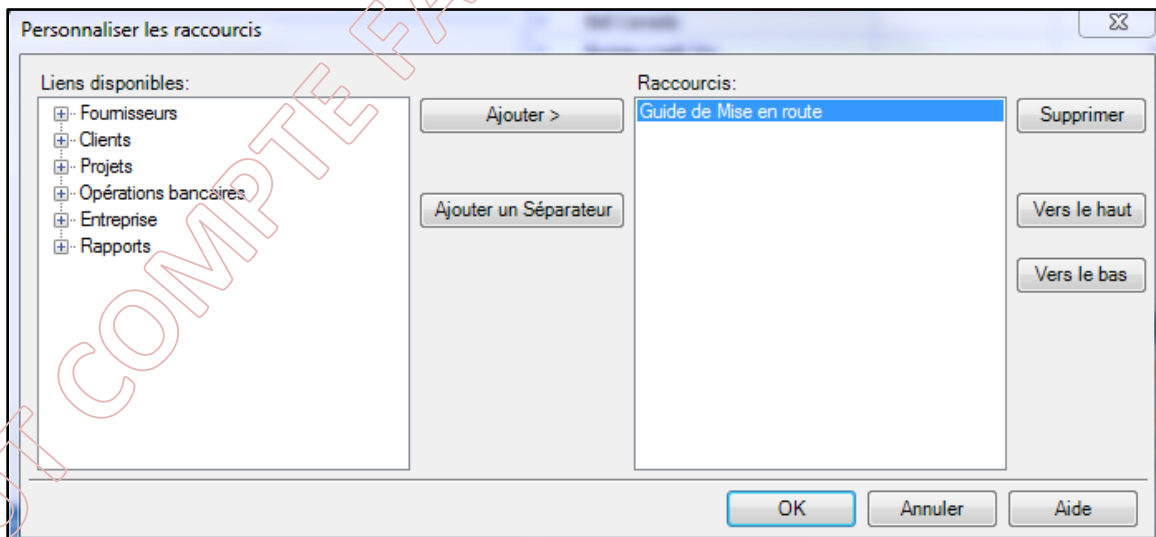 Personnaliser les raccourcis
Liens disponibles:
Fournisseurs
Clients
Projets
Opérations bancaires
Entreprise
Rapports
Ajouter >
Ajouter un Séparateur
Raccourcis:
Guide de Mise en route
Supprimer
Vers le haut
Vers le bas
OK
Annuler
Aide
COMPTE